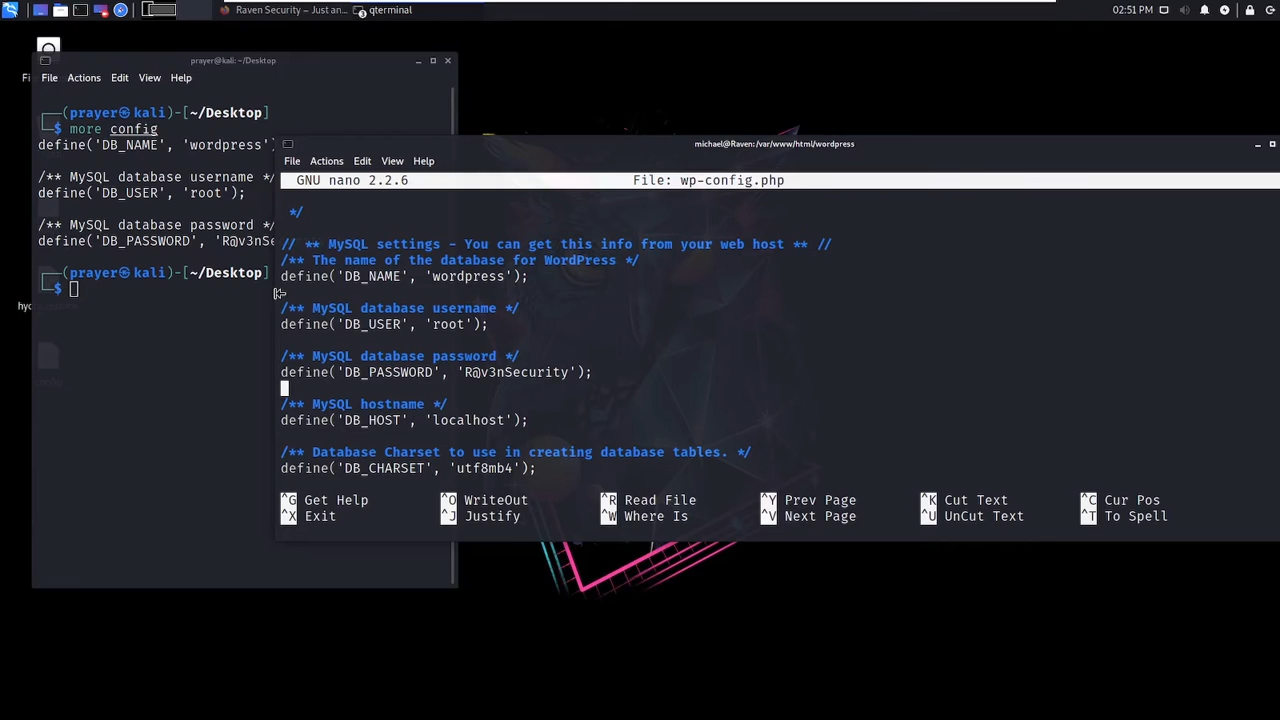 Raven Security – Just an...
qterminal
3
02:51 PM
prayer@kali: ~/Desktop
File Actions Edit View Help
┌──(prayer㉿kali)-[~/Desktop]
└─$ more config
define('DB_NAME', 'wordpress')
/** MySQL database username *
define('DB_USER', 'root');
/** MySQL database password *
define('DB_PASSWORD', 'R@v3nSe
┌──(prayer㉿kali)-[~/Desktop]
└─$
michael@Raven: /var/www/html/wordpress
File Actions Edit View Help
GNU nano 2.2.6 File: wp-config.php
*/
// ** MySQL settings - You can get this info from your web host ** //
/** The name of the database for WordPress */
define('DB_NAME', 'wordpress');
/** MySQL database username */
define('DB_USER', 'root');
/** MySQL database password */
define('DB_PASSWORD', 'R@v3nSecurity');
/** MySQL hostname */
define('DB_HOST', 'localhost');
/** Database Charset to use in creating database tables. */
define('DB_CHARSET', 'utf8mb4');
^G Get Help ^O WriteOut ^R Read File ^Y Prev Page ^K Cut Text ^C Cur Pos
^X Exit ^J Justify ^W Where Is ^V Next Page ^U UnCut Text ^T To Spell